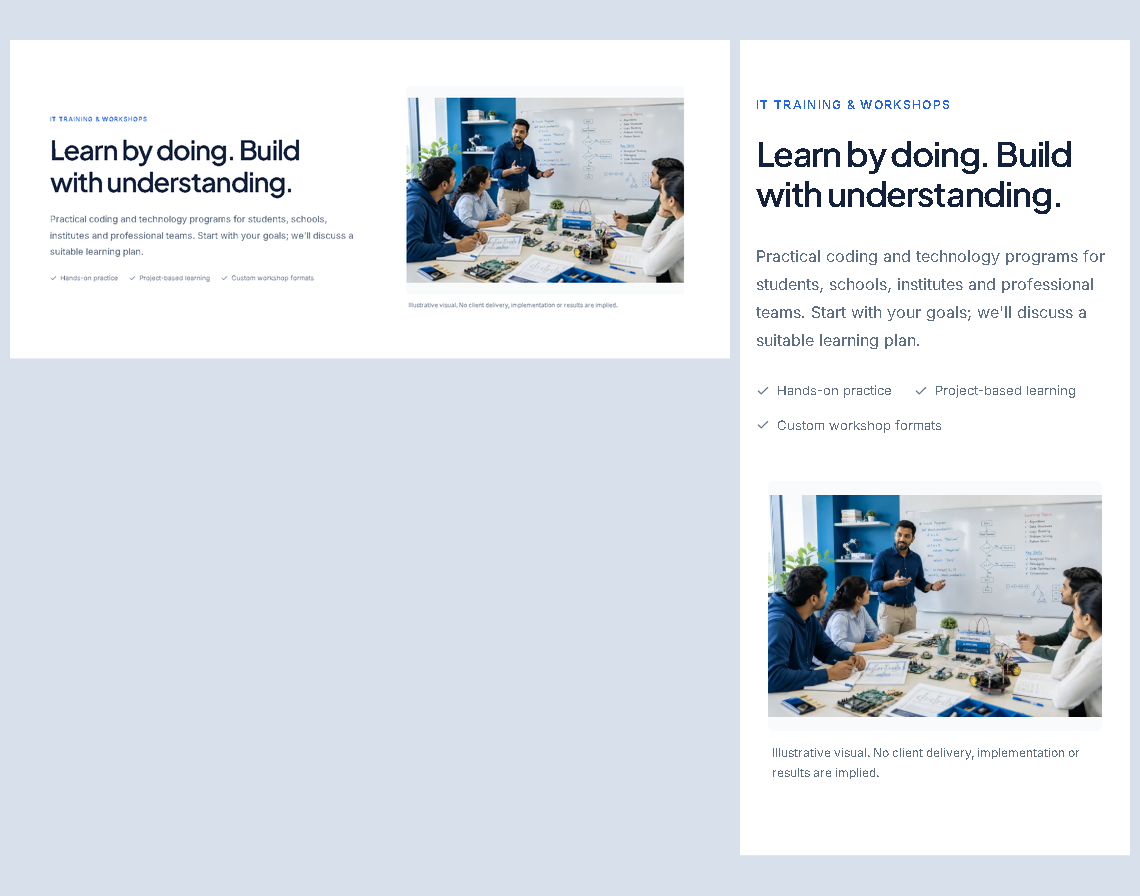 IT TRAINING & WORKSHOPS
Learn by doing. Build
with understanding.
Practical coding and technology programs for students, schools,
institutes and professional teams. Start with your goals; we'll discuss a
suitable learning plan.
Hands-on practice
Project-based learning
Custom workshop formats
Illustrative visual. No client delivery, implementation or results are implied.
IT TRAINING & WORKSHOPS
Learn by doing. Build
with understanding.
Practical coding and technology programs for
students, schools, institutes and professional
teams. Start with your goals; we'll discuss a
suitable learning plan.
Hands-on practice
Project-based learning
Custom workshop formats
Illustrative visual. No client delivery, implementation or
results are implied.